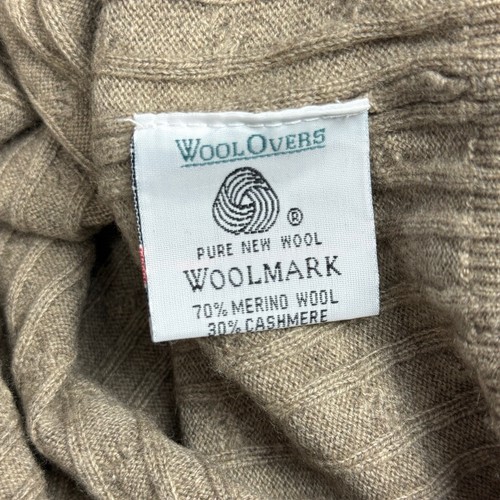 WOOLOVERS
®
PURE NEW WOOL
WOOLMARK
70% MERINO WOOL
30% CASHMERE